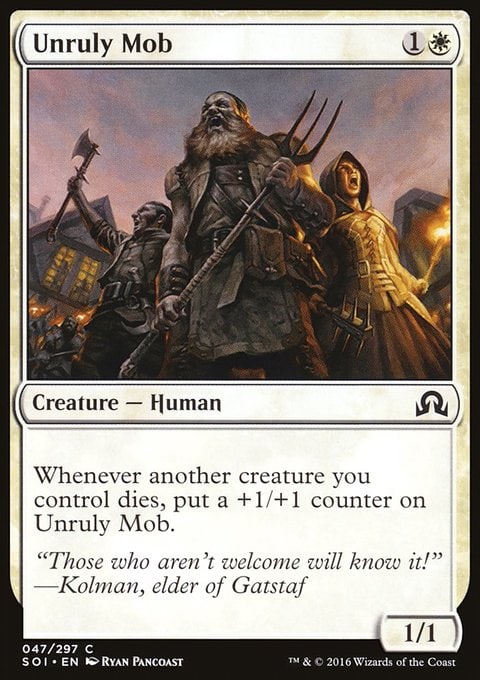 Unruly Mob 1
Creature — Human
Whenever another creature you
control dies, put a +1/+1 counter on
Unruly Mob.
“Those who aren’t welcome will know it!”
—Kolman, elder of Gatstaf
1/1
047/297 C
SOI • EN Ryan Pancoast
™ & © 2016 Wizards of the Coast